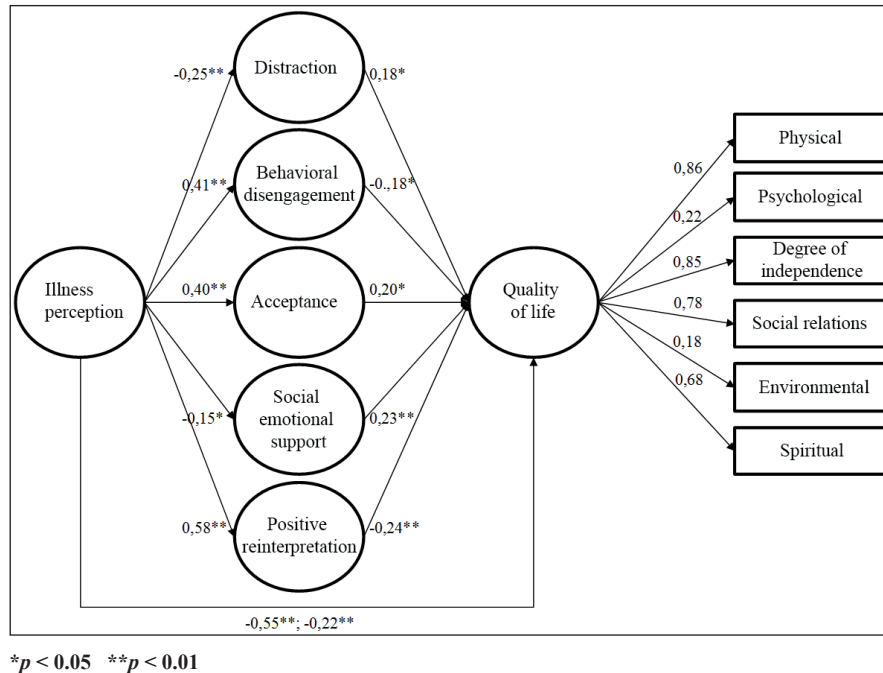 Distraction
-0,25**
0,18*
Behavioral
disengagement
0,41**
-0.,18*
Illness
perception
0,40**
Acceptance
0,20*
Social
emotional
support
-0,15*
0,23**
Positive
reinterpretation
0,58**
-0,24**
Quality
of life
-0,55**; -0,22**
0,86
Physical
0,22
Psychological
0,85
Degree of
independence
0,78
Social relations
0,18
Environmental
0,68
Spiritual
*p < 0.05 **p < 0.01